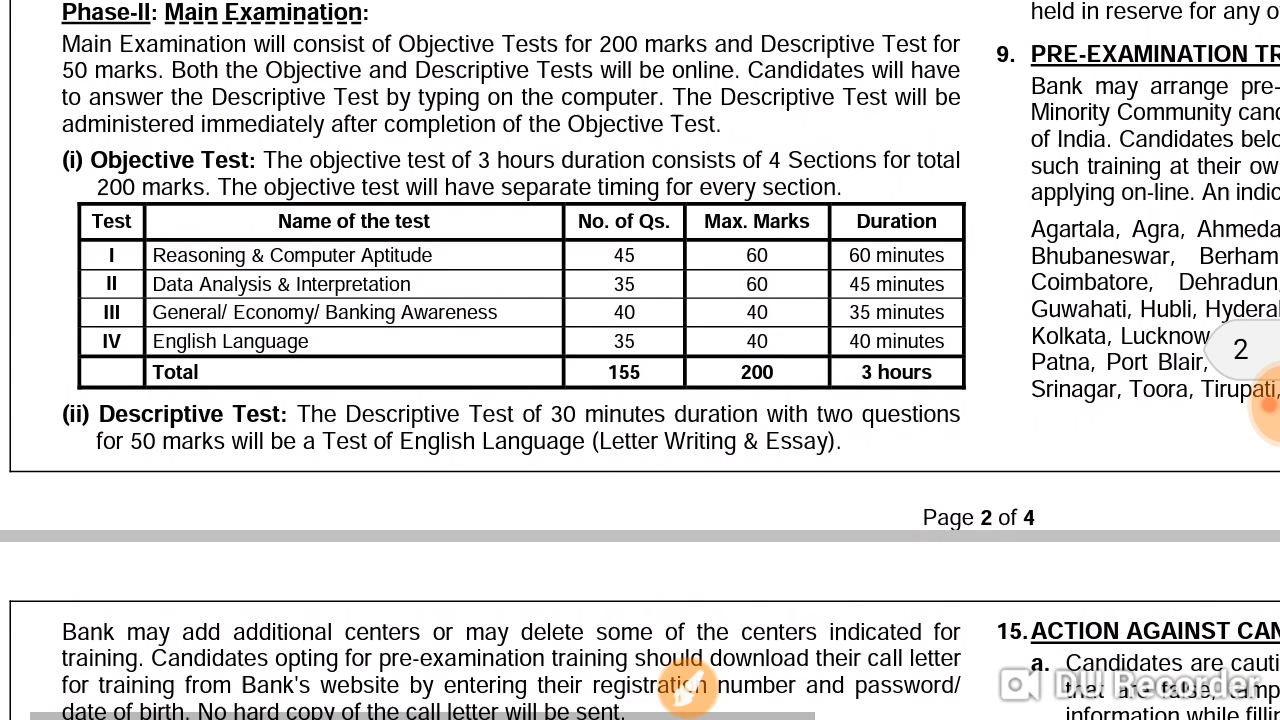 Phase-II: Main Examination:
Main Examination will consist of Objective Tests for 200 marks and Descriptive Test for
50 marks. Both the Objective and Descriptive Tests will be online. Candidates will have
to answer the Descriptive Test by typing on the computer. The Descriptive Test will be
administered immediately after completion of the Objective Test.
(i) Objective Test: The objective test of 3 hours duration consists of 4 Sections for total
200 marks. The objective test will have separate timing for every section.
Test Name of the test No. of Qs. Max. Marks Duration
I Reasoning & Computer Aptitude 45 60 60 minutes
II Data Analysis & Interpretation 35 60 45 minutes
III General/ Economy/ Banking Awareness 40 40 35 minutes
IV English Language 35 40 40 minutes
Total 155 200 3 hours
(ii) Descriptive Test: The Descriptive Test of 30 minutes duration with two questions
for 50 marks will be a Test of English Language (Letter Writing & Essay).
held in reserve for any o
9. PRE-EXAMINATION TR
Bank may arrange pre-
Minority Community canc
of India. Candidates belo
such training at their ow
applying on-line. An indic
Agartala, Agra, Ahmeda
Bhubaneswar, Berham
Coimbatore, Dehradun,
Guwahati, Hubli, Hyderal
Kolkata, Lucknow
Patna, Port Blair,
Srinagar, Toora, Tirupati,
2
Page 2 of 4
Bank may add additional centers or may delete some of the centers indicated for
training. Candidates opting for pre-examination training should download their call letter
for training from Bank's website by entering their registration number and password/
date of birth. No hard copy of the call letter will be sent.
15. ACTION AGAINST CAN
a. Candidates are cauti
that are false, tamp
information while fillin
DU Recorder